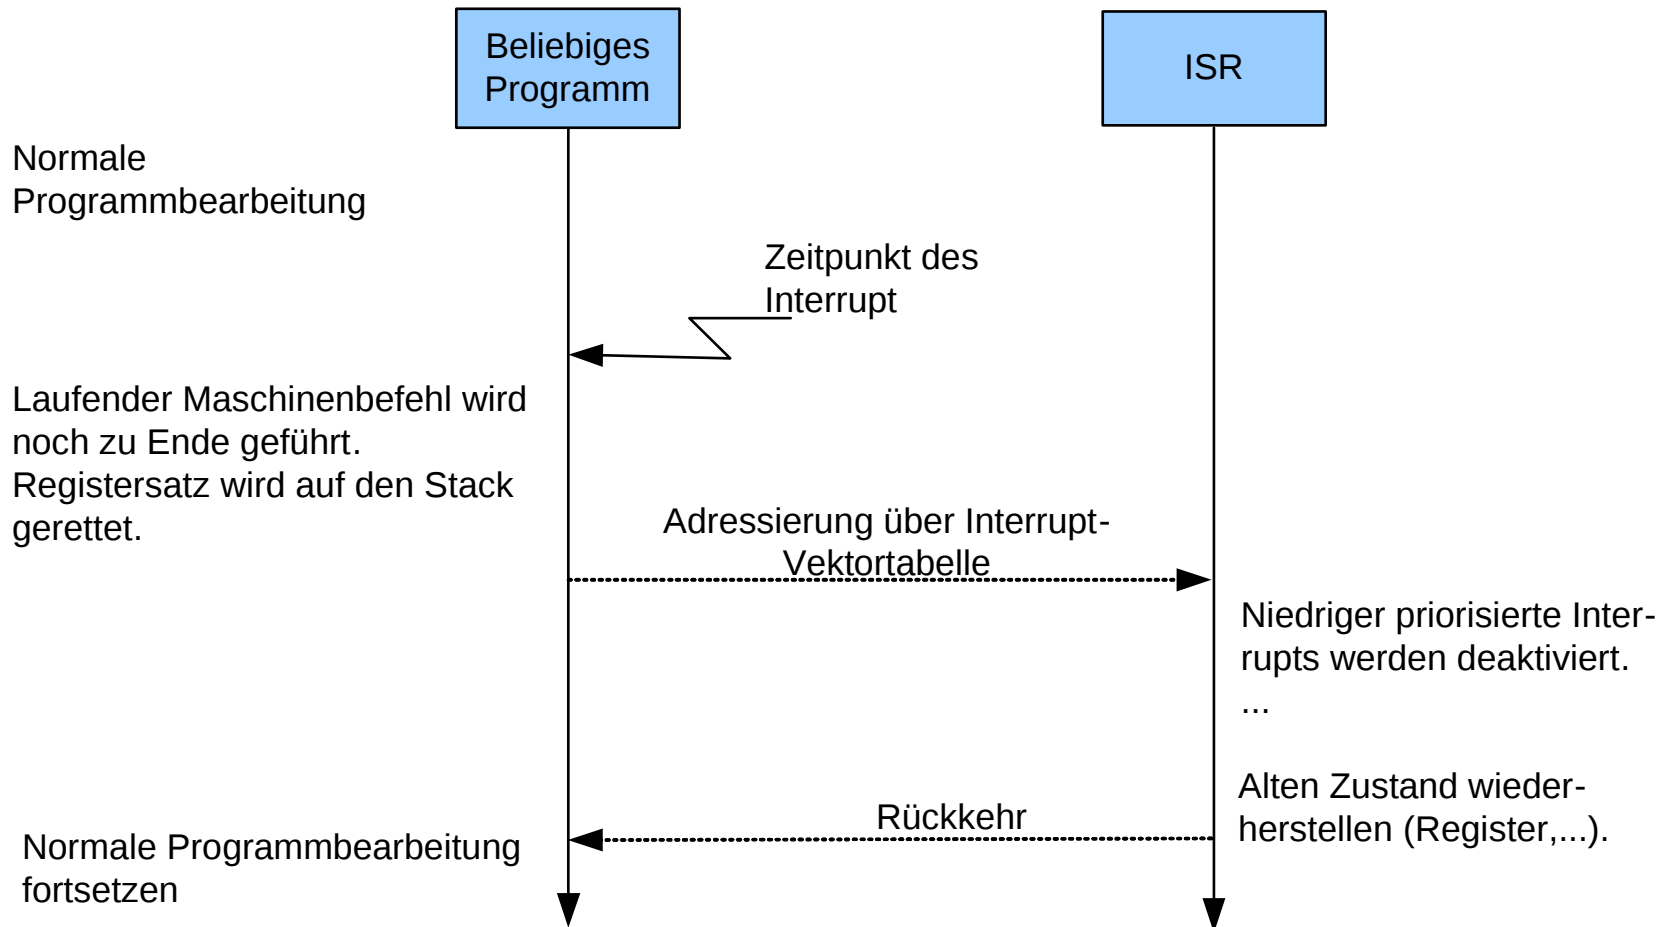 Beliebiges
Programm
ISR
Normale
Programmbearbeitung
Zeitpunkt des
Interrupt
Laufender Maschinenbefehl wird
noch zu Ende geführt.
Registersatz wird auf den Stack
gerettet.
Adressierung über Interrupt-
Vektortabelle
Niedriger priorisierte Inter-
rupts werden deaktiviert.
...
Alten Zustand wieder-
herstellen (Register,...).
Rückkehr
Normale Programmbearbeitung
fortsetzen